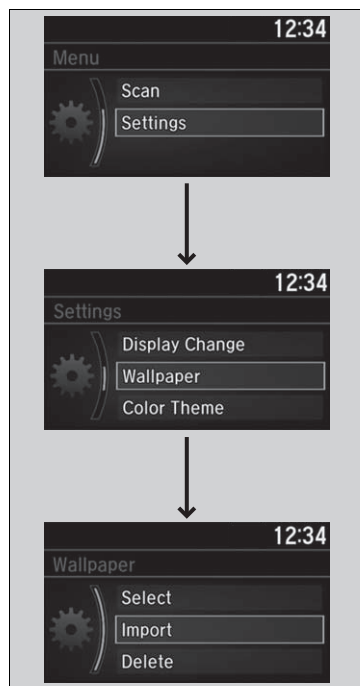 12:34
Menu
Scan
Settings
12:34
Settings
Display Change
Wallpaper
Color Theme
12:34
Wallpaper
Select
Import
Delete